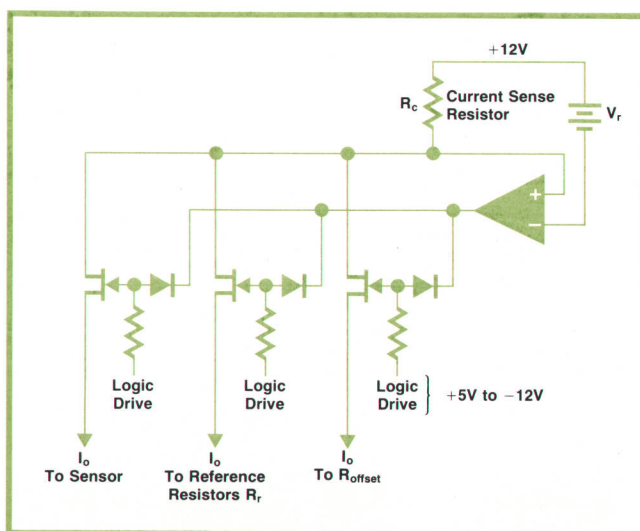 +12V
Rc
Current Sense
Resistor
Vr
+
−
Logic
Drive
Logic
Drive
Logic
Drive
+5V to −12V
Io
To Sensor
Io
To Reference
Resistors Rr
Io
To Roffset